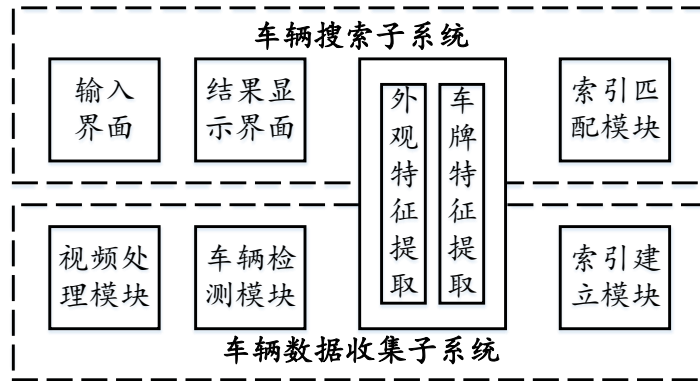 车辆搜索子系统
输入
界面
结果显
示界面
外观特征提取
车牌特征提取
索引匹
配模块
视频处
理模块
车辆检
测模块
索引建
立模块
车辆数据收集子系统